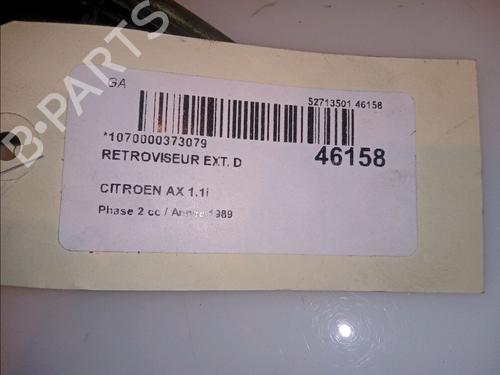 GA
52713501 46158
*1070000373079
RETROVISEUR EXT. D
46158
CITROEN AX 1.1i
Phase 2 cc / Année 1989
B-PARTS